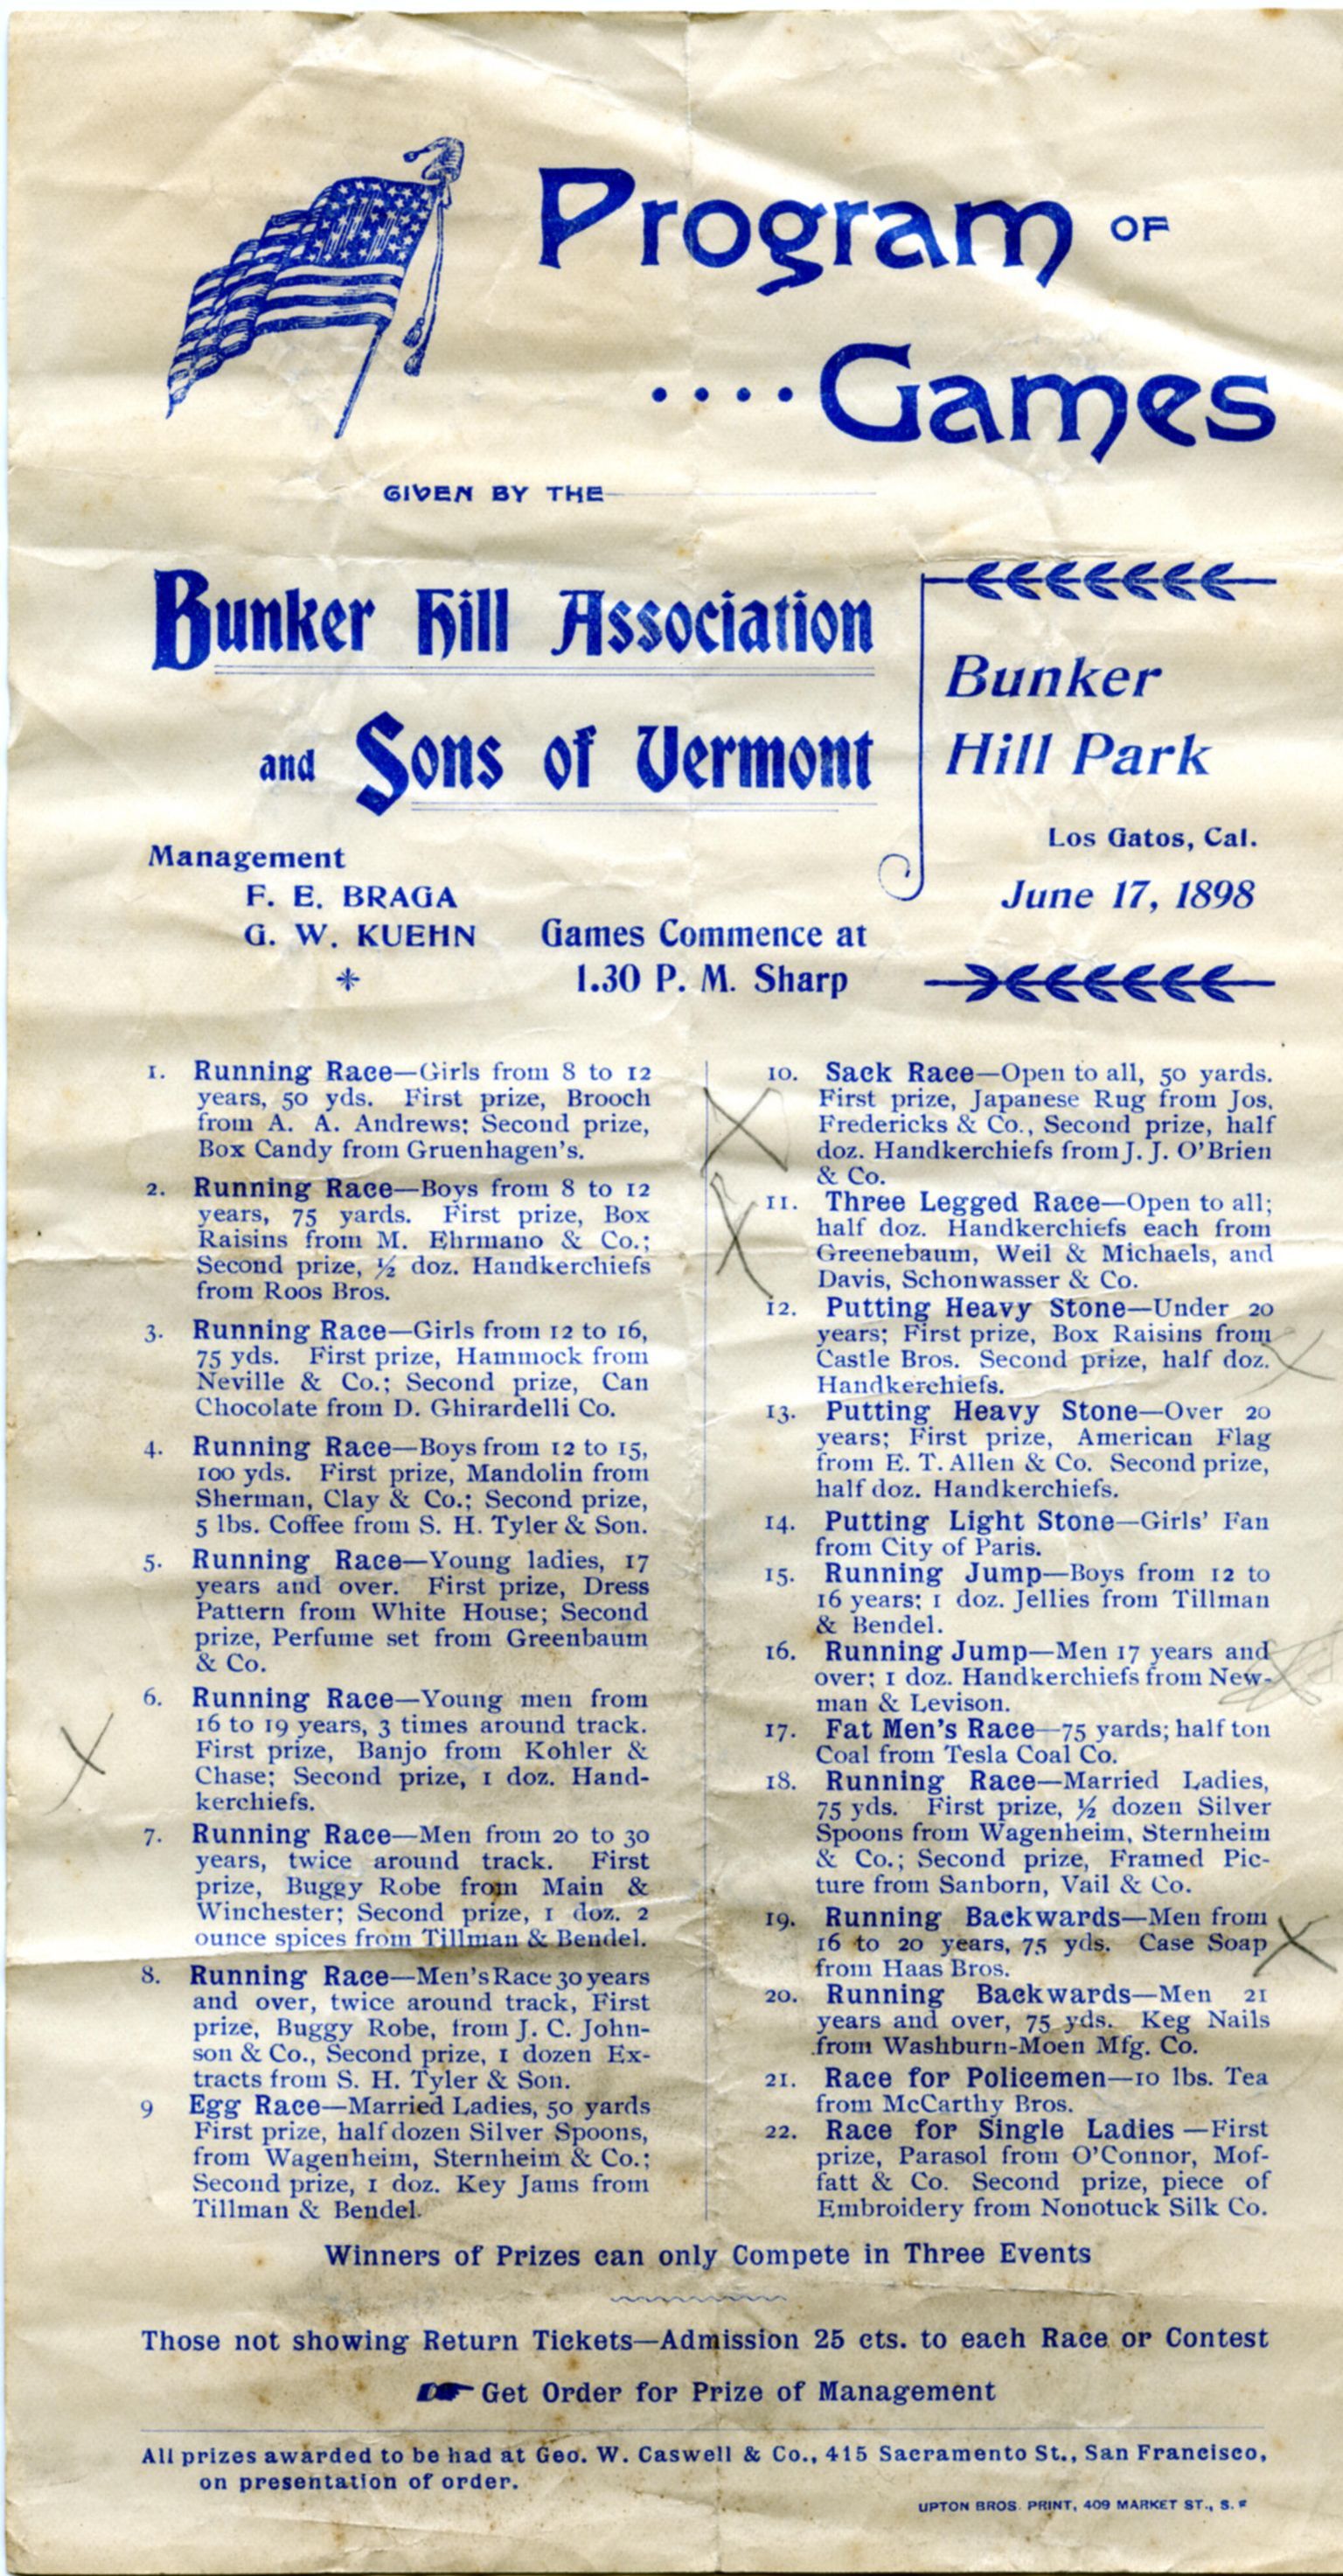 Program OF
....Games
GIVEN BY THE
Bunker Hill Association
and Sons of Vermont
Bunker
Hill Park
Los Gatos, Cal.
June 17, 1898
Management
F. E. BRAGA
G. W. KUEHN
Games Commence at
1.30 P. M. Sharp
1. Running Race—Girls from 8 to 12
years, 50 yds. First prize, Brooch
from A. A. Andrews; Second prize,
Box Candy from Gruenhagen's.
2. Running Race—Boys from 8 to 12
years, 75 yards. First prize, Box
Raisins from M. Ehrmano & Co.;
Second prize, ½ doz. Handkerchiefs
from Roos Bros.
3. Running Race—Girls from 12 to 16,
75 yds. First prize, Hammock from
Neville & Co.; Second prize, Can
Chocolate from D. Ghirardelli Co.
4. Running Race—Boys from 12 to 15,
100 yds. First prize, Mandolin from
Sherman, Clay & Co.; Second prize,
5 lbs. Coffee from S. H. Tyler & Son.
5. Running Race—Young ladies, 17
years and over. First prize, Dress
Pattern from White House; Second
prize, Perfume set from Greenbaum
& Co.
6. Running Race—Young men from
16 to 19 years, 3 times around track.
First prize, Banjo from Kohler &
Chase; Second prize, 1 doz. Hand-
kerchiefs.
7. Running Race—Men from 20 to 30
years, twice around track. First
prize, Buggy Robe from Main &
Winchester; Second prize, 1 doz. 2
ounce spices from Tillman & Bendel.
8. Running Race—Men's Race 30 years
and over, twice around track, First
prize, Buggy Robe, from J. C. John-
son & Co., Second prize, 1 dozen Ex-
tracts from S. H. Tyler & Son.
9 Egg Race—Married Ladies, 50 yards
First prize, half dozen Silver Spoons,
from Wagenheim, Sternheim & Co.;
Second prize, 1 doz. Key Jams from
Tillman & Bendel.
10. Sack Race—Open to all, 50 yards.
First prize, Japanese Rug from Jos.
Fredericks & Co., Second prize, half
doz. Handkerchiefs from J. J. O'Brien
& Co.
11. Three Legged Race—Open to all;
half doz. Handkerchiefs each from
Greenebaum, Weil & Michaels, and
Davis, Schonwasser & Co.
12. Putting Heavy Stone—Under 20
years; First prize, Box Raisins from
Castle Bros. Second prize, half doz.
Handkerchiefs.
13. Putting Heavy Stone—Over 20
years; First prize, American Flag
from E. T. Allen & Co. Second prize,
half doz. Handkerchiefs.
14. Putting Light Stone—Girls' Fan
from City of Paris.
15. Running Jump—Boys from 12 to
16 years; 1 doz. Jellies from Tillman
& Bendel.
16. Running Jump—Men 17 years and
over; 1 doz. Handkerchiefs from New-
man & Levison.
17. Fat Men's Race—75 yards; half ton
Coal from Tesla Coal Co.
18. Running Race—Married Ladies,
75 yds. First prize, ½ dozen Silver
Spoons from Wagenheim, Sternheim
& Co.; Second prize, Framed Pic-
ture from Sanborn, Vail & Co.
19. Running Backwards—Men from
16 to 20 years, 75 yds. Case Soap
from Haas Bros.
20. Running Backwards—Men 21
years and over, 75 yds. Keg Nails
from Washburn-Moen Mfg. Co.
21. Race for Policemen—10 lbs. Tea
from McCarthy Bros.
22. Race for Single Ladies—First
prize, Parasol from O'Connor, Mof-
fatt & Co. Second prize, piece of
Embroidery from Nonotuck Silk Co.
Winners of Prizes can only Compete in Three Events
Those not showing Return Tickets—Admission 25 cts. to each Race or Contest
Get Order for Prize of Management
All prizes awarded to be had at Geo. W. Caswell & Co., 415 Sacramento St., San Francisco,
on presentation of order.
UPTON BROS. PRINT, 409 MARKET ST., S. F